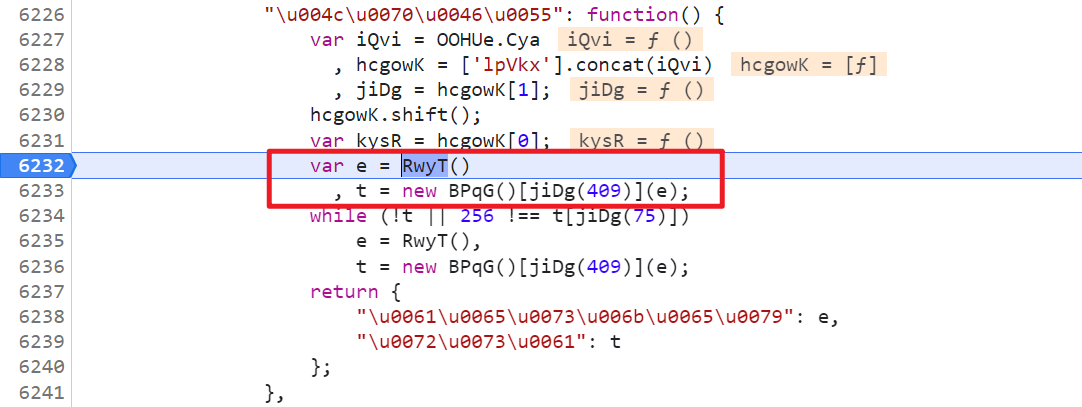 6226 "\u004c\u0070\u0046\u0055": function() {
6227 var iQvi = OOHUe.Cya iQvi = ƒ ()
6228 , hcgowK = ['lpVkx'].concat(iQvi) hcgowK = [ƒ]
6229 , jiDg = hcgowK[1]; jiDg = ƒ ()
6230 hcgowK.shift();
6231 var kysR = hcgowK[0]; kysR = ƒ ()
6232 var e = RwyT()
6233 , t = new BPqG()[jiDg(409)](e);
6234 while (!t || 256 !== t[jiDg(75)])
6235 e = RwyT(),
6236 t = new BPqG()[jiDg(409)](e);
6237 return {
6238 "\u0061\u0065\u0073\u006b\u0065\u0079": e,
6239 "\u0072\u0073\u0061": t
6240 };
6241 },